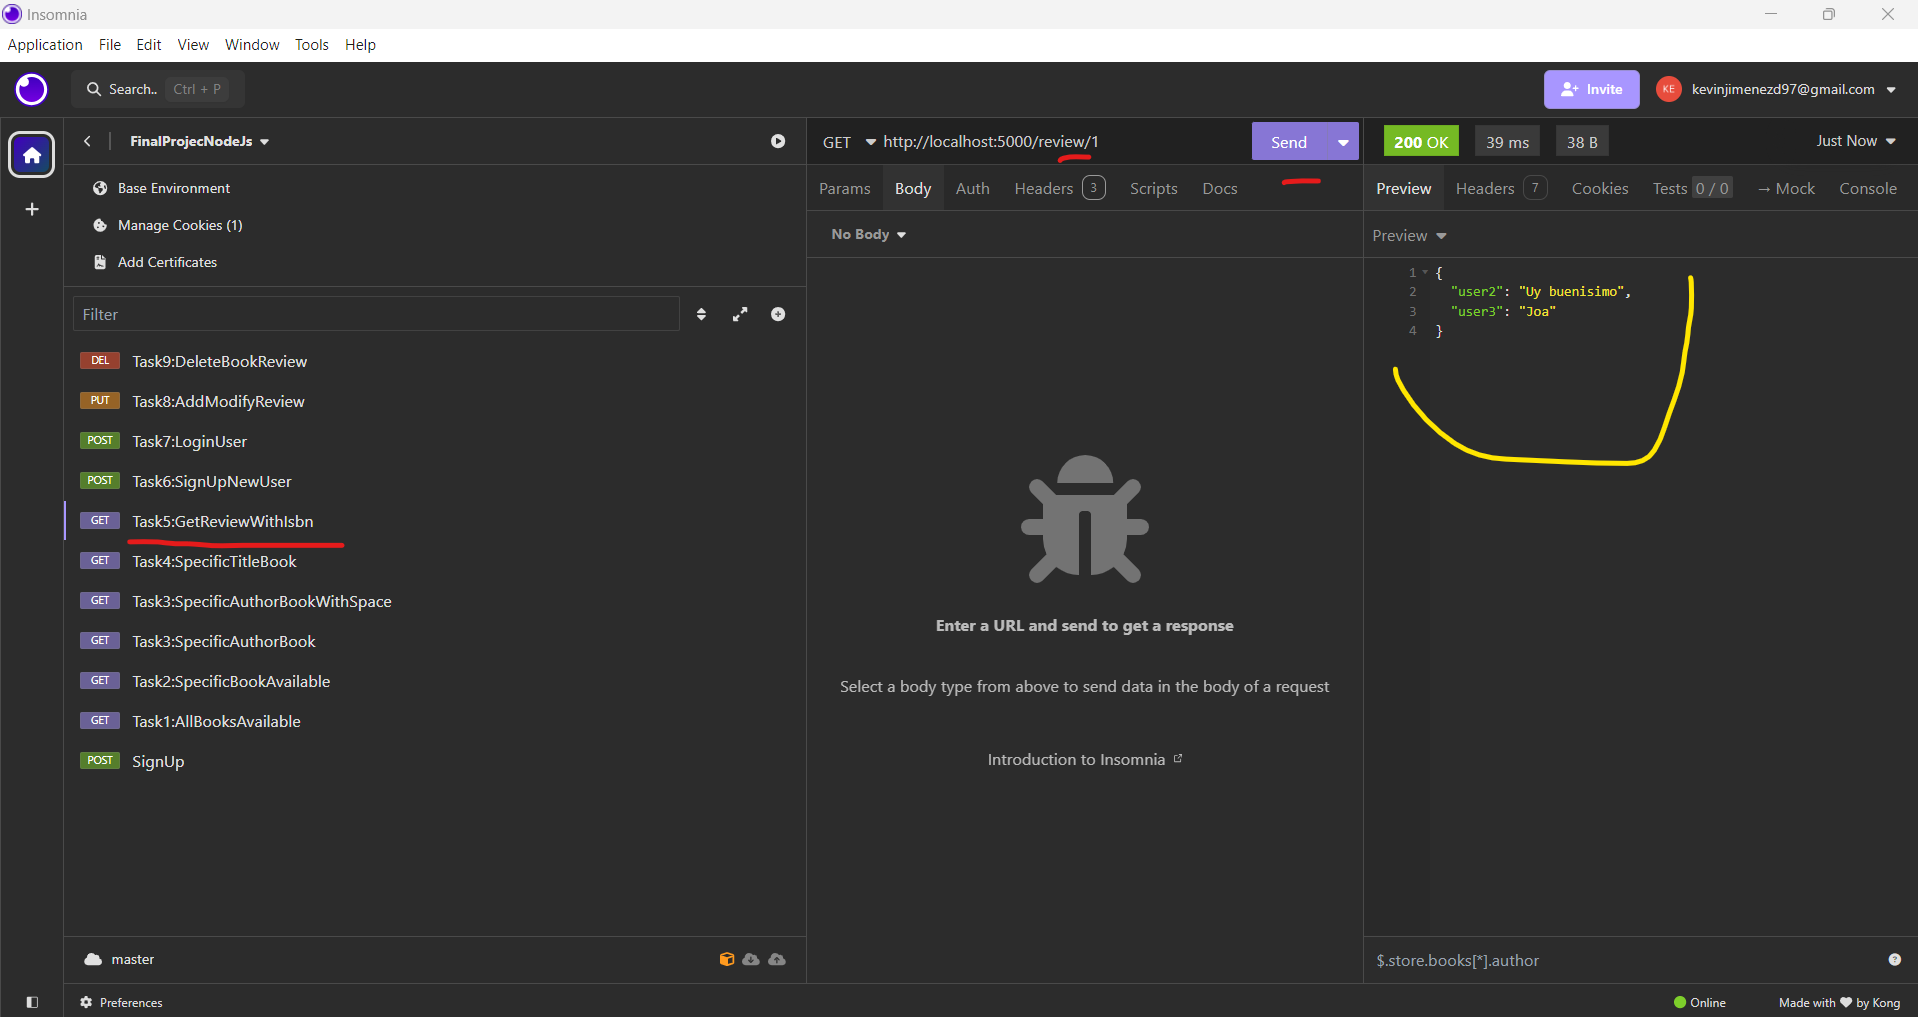 Insomnia
Application File Edit View Window Tools Help
Search.. Ctrl + P
Invite
KE kevinjimenezd97@gmail.com
FinalProjecNodeJs
Base Environment
Manage Cookies (1)
Add Certificates
Filter
DEL Task9:DeleteBookReview
PUT Task8:AddModifyReview
POST Task7:LoginUser
POST Task6:SignUpNewUser
GET Task5:GetReviewWithIsbn
GET Task4:SpecificTitleBook
GET Task3:SpecificAuthorBookWithSpace
GET Task3:SpecificAuthorBook
GET Task2:SpecificBookAvailable
GET Task1:AllBooksAvailable
POST SignUp
master
Preferences
GET http://localhost:5000/review/1 Send
Params Body Auth Headers 3 Scripts Docs
No Body
Enter a URL and send to get a response
Select a body type from above to send data in the body of a request
Introduction to Insomnia
200 OK 39 ms 38 B Just Now
Preview Headers 7 Cookies Tests 0 / 0 → Mock Console
Preview
1 {
2 "user2": "Uy buenisimo",
3 "user3": "Joa"
4 }
$.store.books[*].author
Online Made with ❤ by Kong